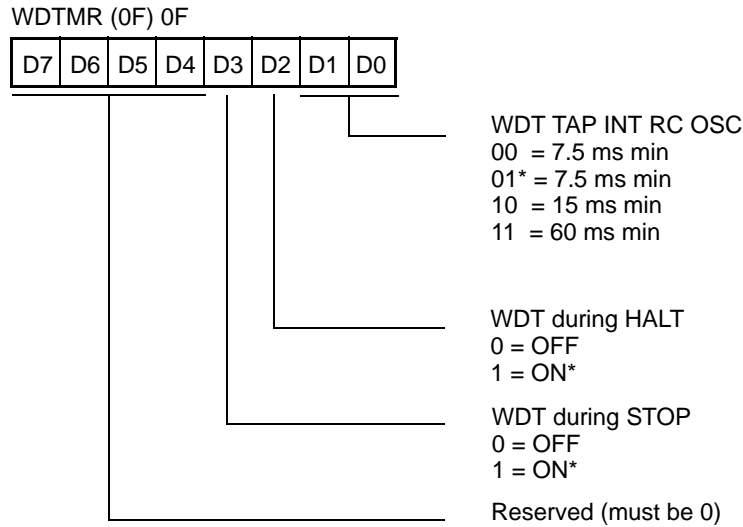 WDTMR (0F) 0F
D7 D6 D5 D4 D3 D2 D1 D0
WDT TAP INT RC OSC
00 = 7.5 ms min
01* = 7.5 ms min
10 = 15 ms min
11 = 60 ms min
WDT during HALT
0 = OFF
1 = ON*
WDT during STOP
0 = OFF
1 = ON*
Reserved (must be 0)